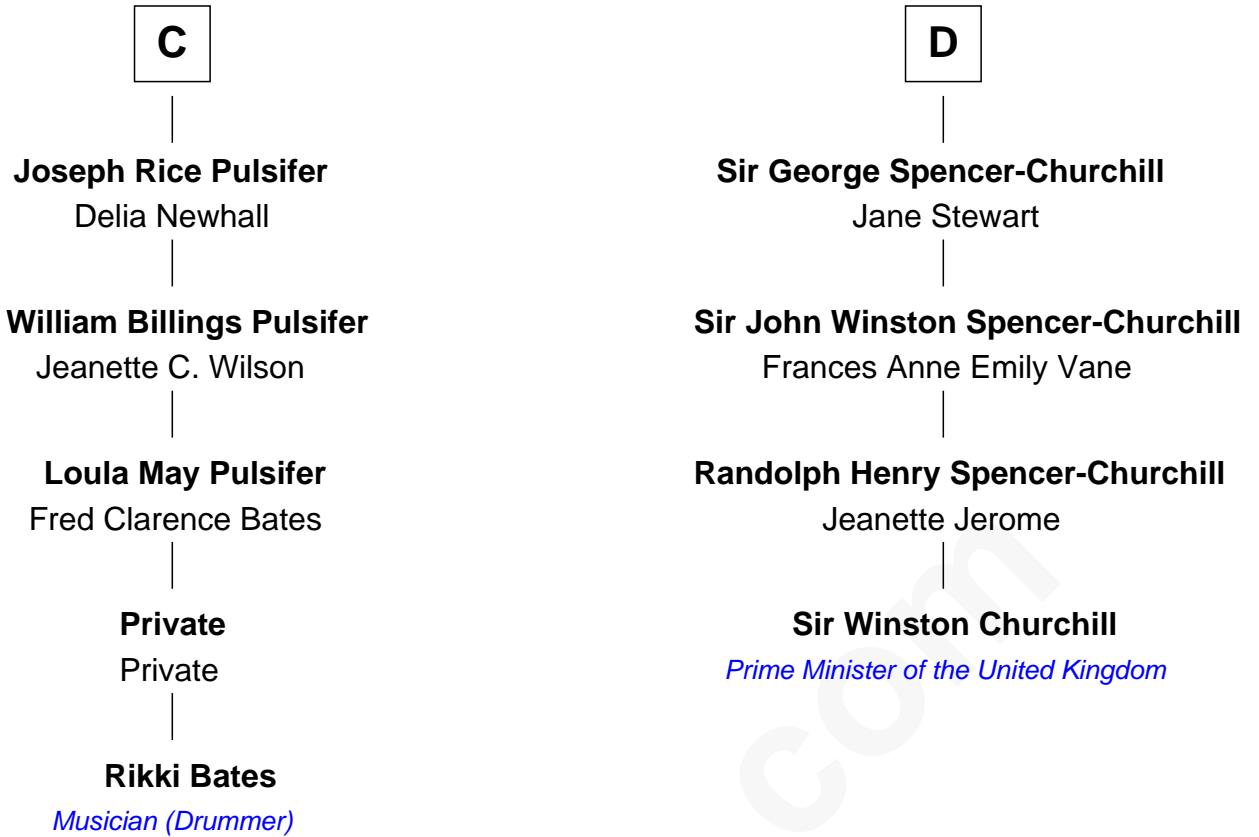 C
Joseph Rice Pulsifer
Delia Newhall
William Billings Pulsifer
Jeanette C. Wilson
Loula May Pulsifer
Fred Clarence Bates
Private
Private
Rikki Bates
Musician (Drummer)
D
Sir George Spencer-Churchill
Jane Stewart
Sir John Winston Spencer-Churchill
Frances Anne Emily Vane
Randolph Henry Spencer-Churchill
Jeanette Jerome
Sir Winston Churchill
Prime Minister of the United Kingdom
com